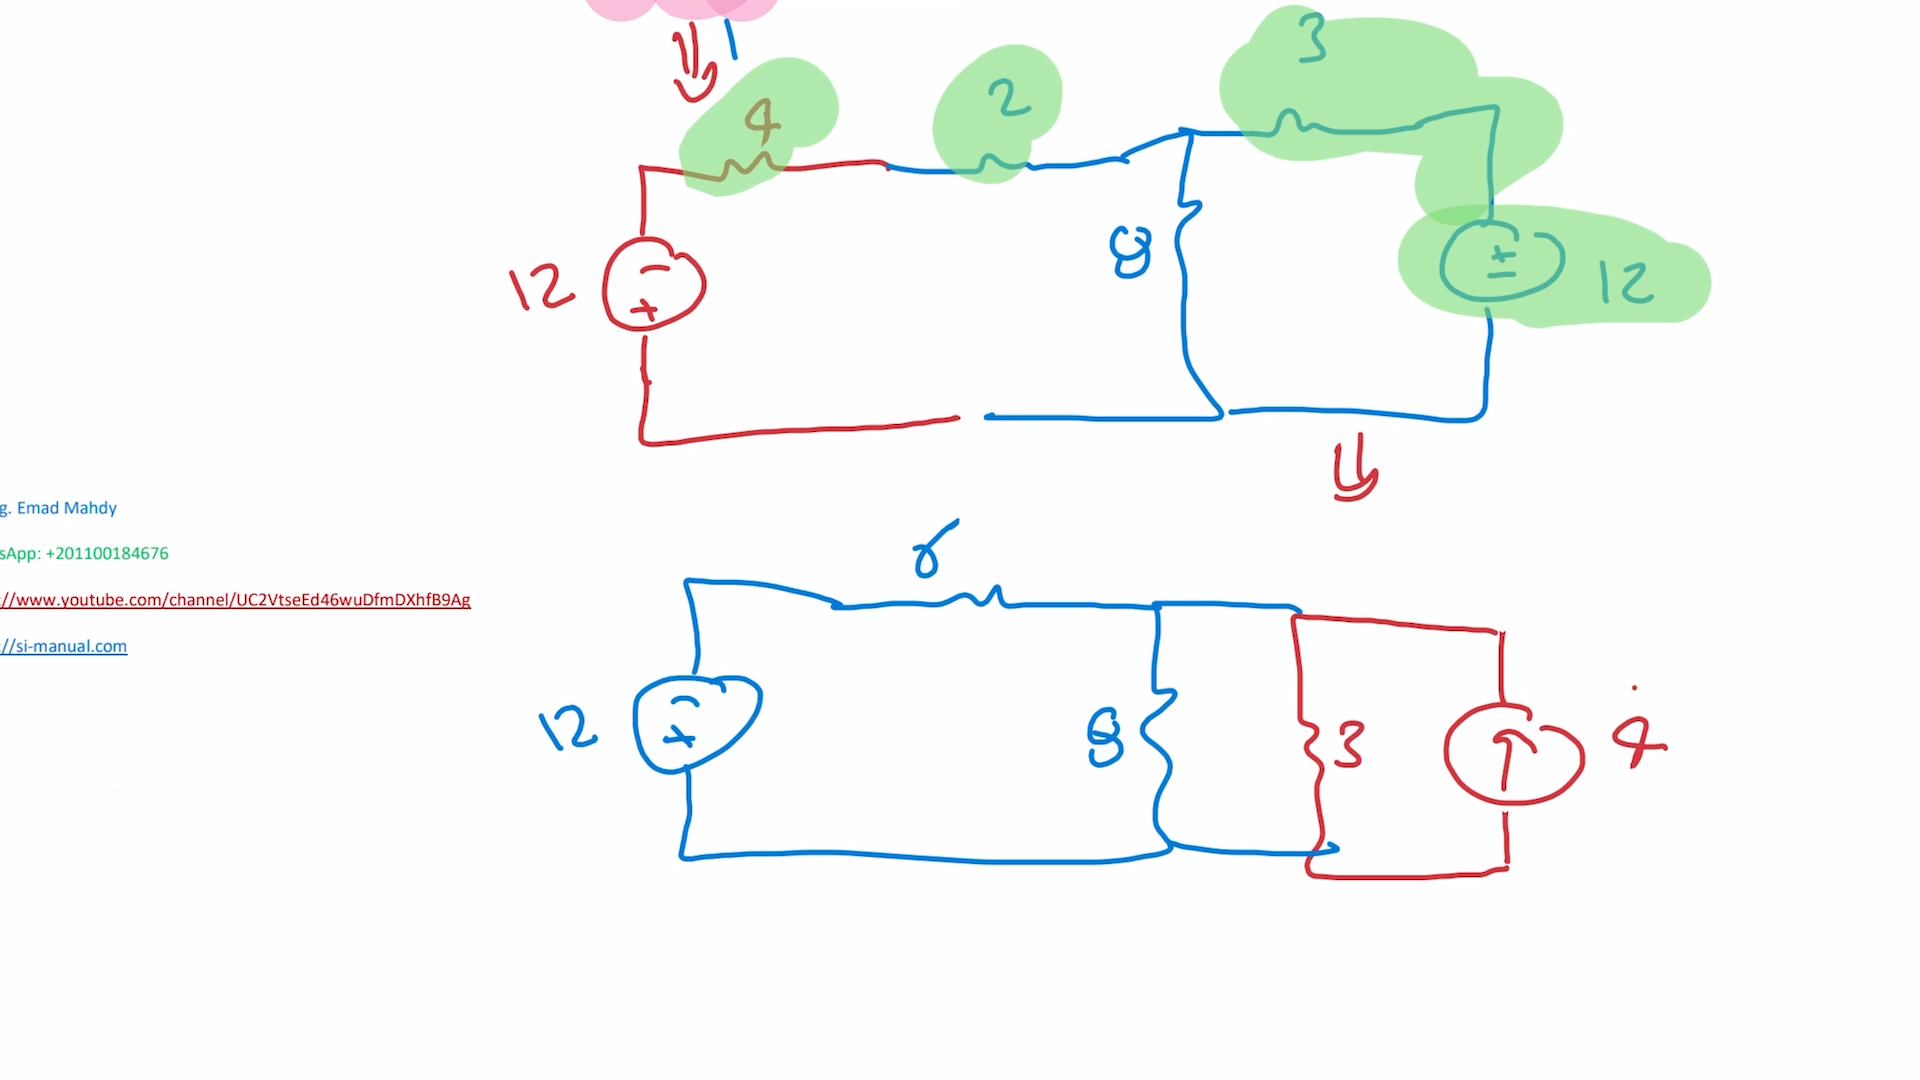 3
4
2
8
12
12
g. Emad Mahdy
sApp: +201100184676
://www.youtube.com/channel/UC2VtseEd46wuDfmDXhfB9Ag
://si-manual.com
12
8
3
4